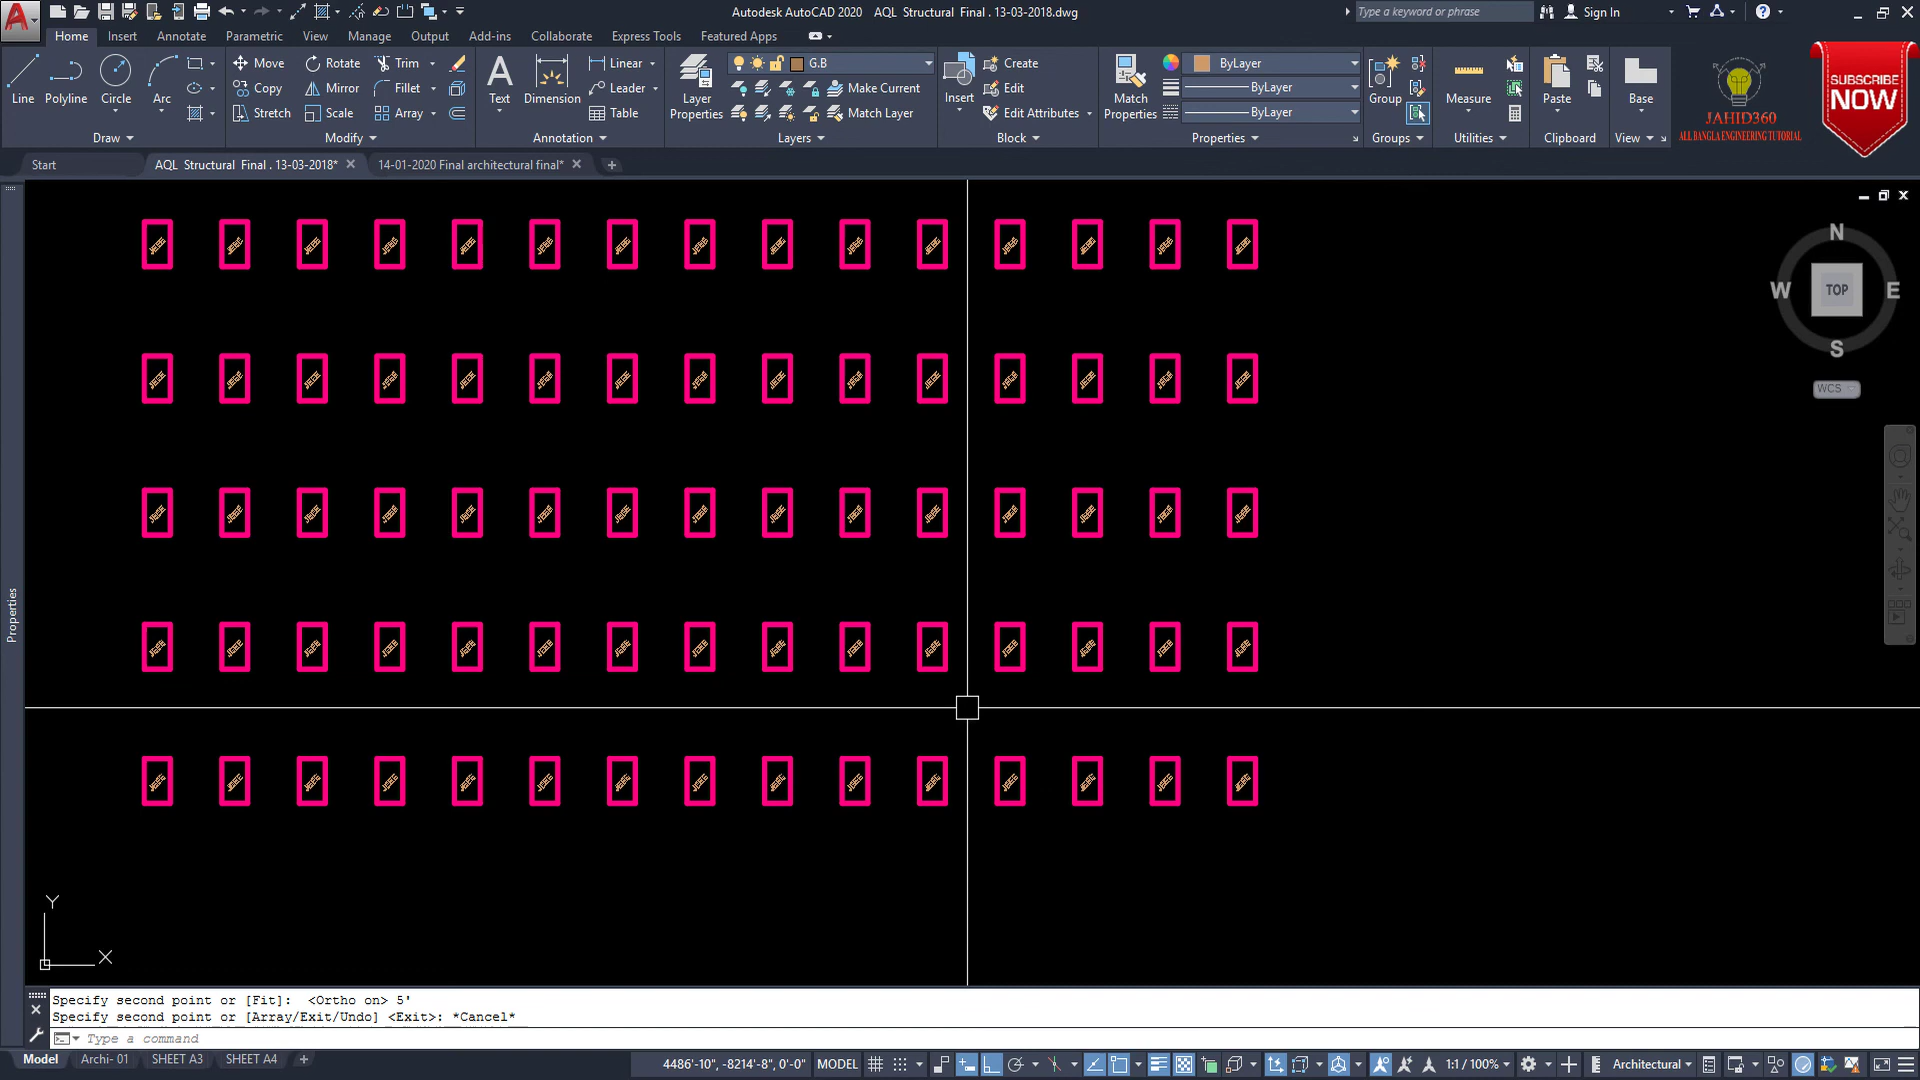 Autodesk AutoCAD 2020 AQL Structural Final . 13-03-2018.dwg
Type a keyword or phrase
Sign In
Home Insert Annotate Parametric View Manage Output Add-ins Collaborate Express Tools Featured Apps
Line Polyline Circle Arc
Move Rotate Trim
Copy Mirror Fillet
Stretch Scale Array
Text Dimension
Linear
Leader
Table
Layer Properties
G.B
Make Current
Match Layer
Insert
Create
Edit
Edit Attributes
Match Properties
ByLayer
ByLayer
ByLayer
Group Measure Paste Base
Draw Modify Annotation Layers Block Properties Groups Utilities Clipboard View
JAHID360
ALL BANGLA ENGINEERING TUTORIAL
SUBSCRIBE
NOW
Start AQL Structural Final . 13-03-2018* 14-01-2020 Final architectural final*
N
W TOP E
S
WCS
Properties
Y
X
Specify second point or [Fit]: <Ortho on> 5'
Specify second point or [Array/Exit/Undo] <Exit>: *Cancel*
Type a command
Model Archi- 01 SHEET A3 SHEET A4
4486'-10", -8214'-8", 0'-0" MODEL 1:1 / 100% Architectural